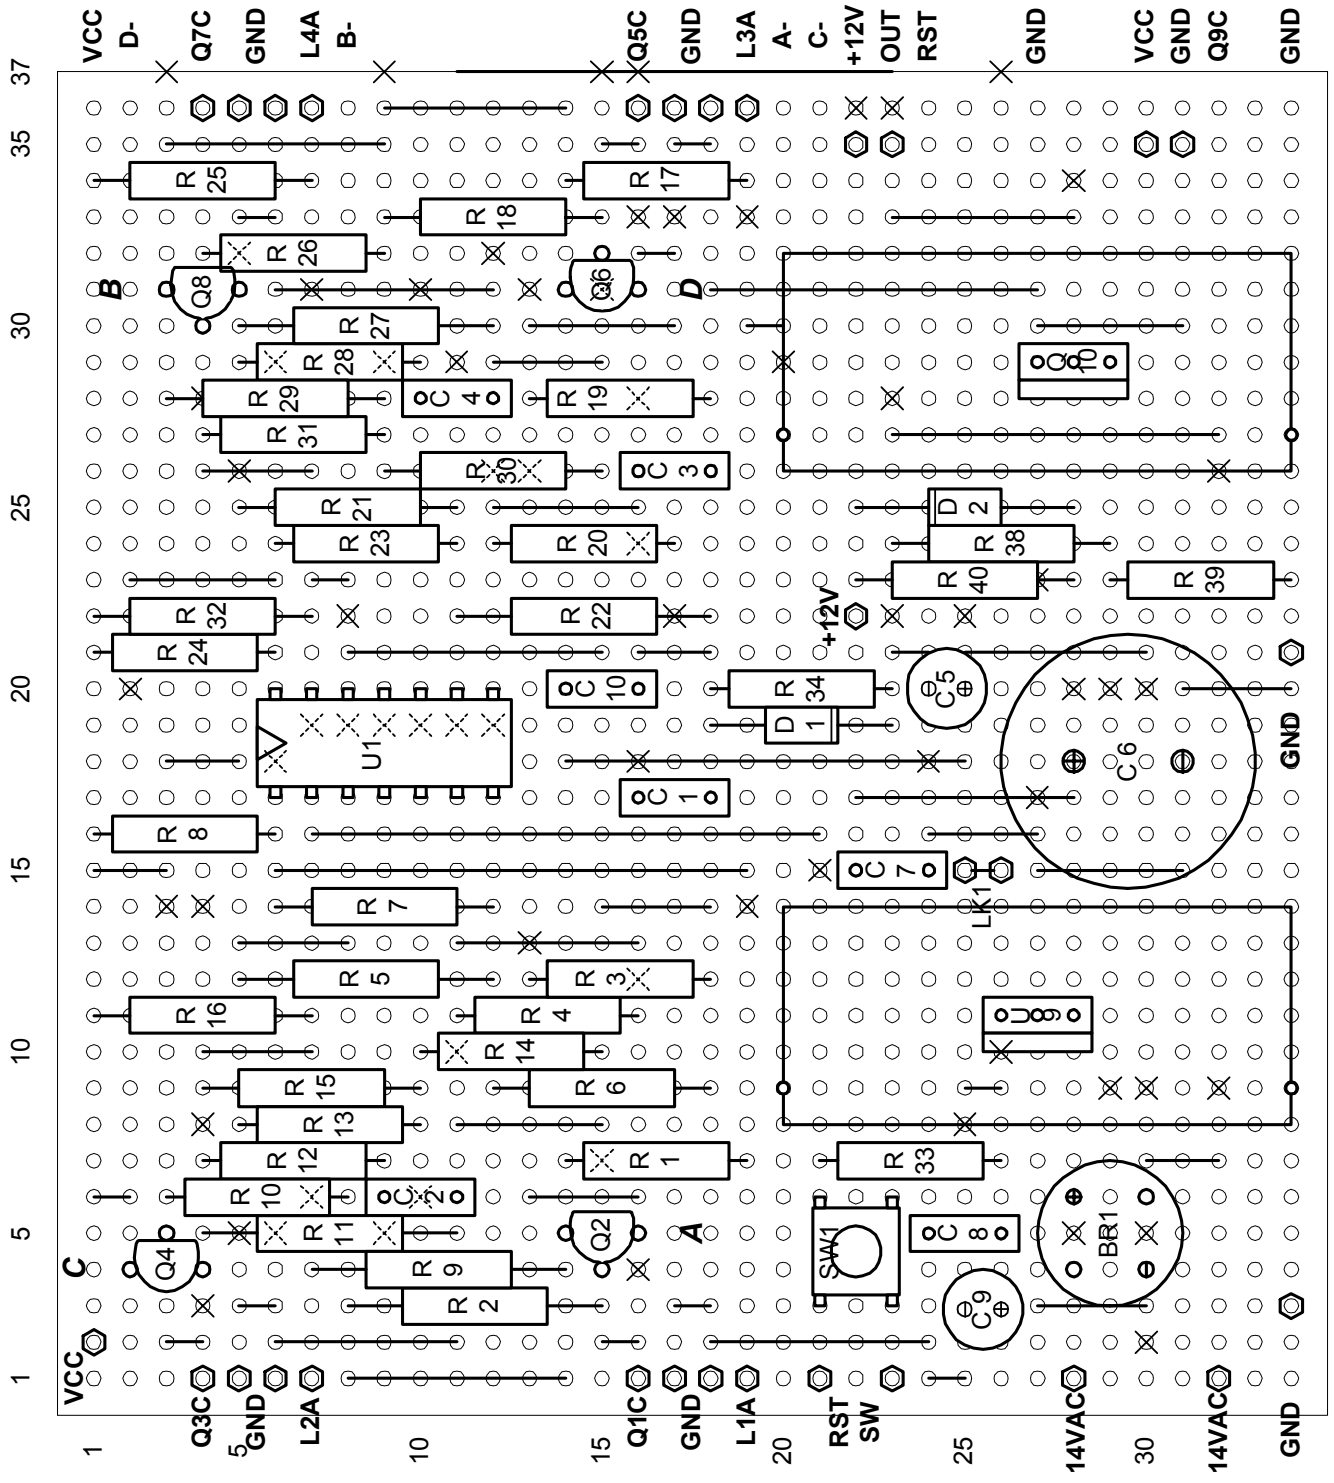 VCC
D-
Q7C
GND
L4A
B-
Q5C
GND
L3A
A-
C-
+12V
OUT
RST
GND
VCC
GND
Q9C
GND
37
35
R 25
R 17
R 18
R 26
B
Q8
Q6
D
30
R 27
R 28
Q 10
R 29
C 4
R 19
R 31
R 30
C 3
25
R 21
D 2
R 23
R 20
R 38
R 40
R 39
R 32
R 22
+12V
R 24
20
C 10
R 34
C5
D 1
U1
GND
C 6
C 1
R 8
15
C 7
LK1
R 7
R 5
R 3
R 16
R 4
U 9
10
R 14
R 15
R 6
R 13
R 12
R 1
R 33
R 10
C 2
5
R 11
Q2
A
SW1
C 8
BR1
C
Q4
R 9
R 2
C9
VCC
1
Q3C
GND
L2A
Q1C
GND
L1A
RST
SW
14VAC
14VAC
GND
1
5
10
15
20
25
30